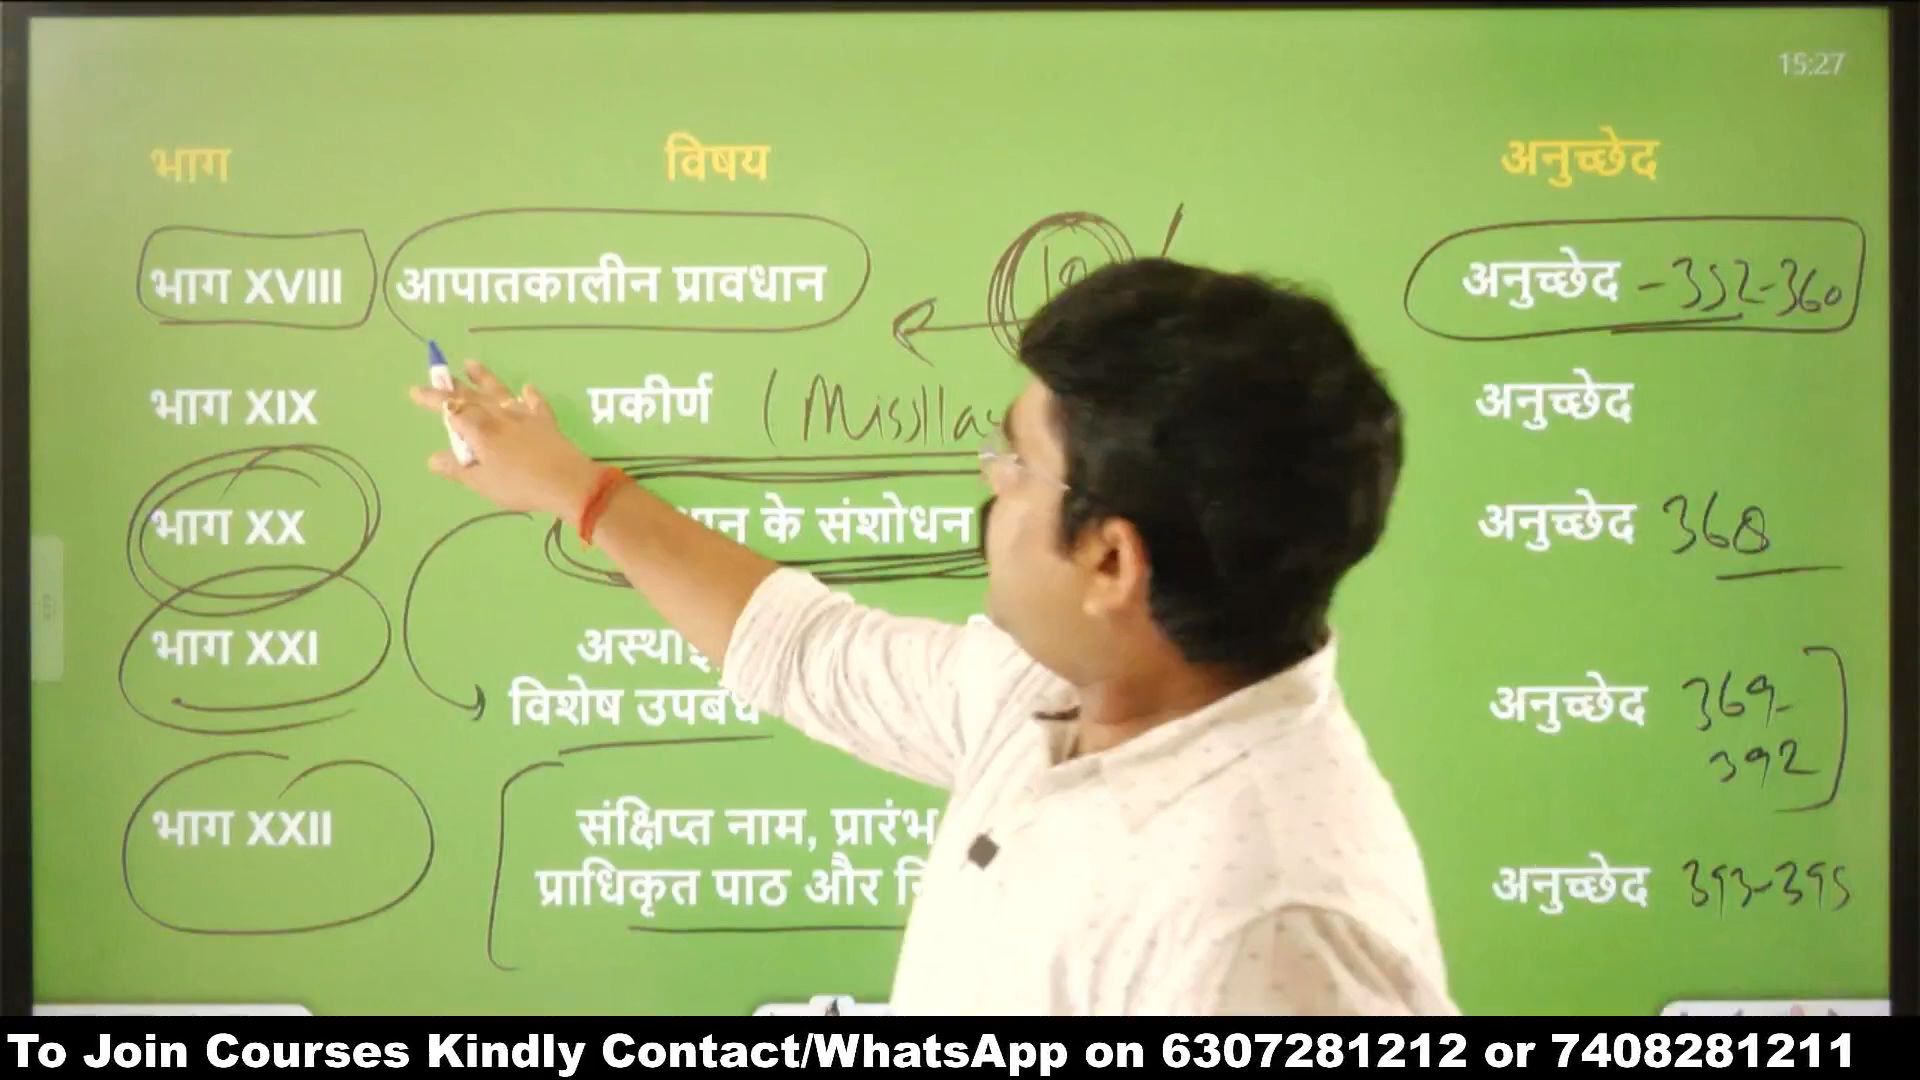 15:27
भाग विषय अनुच्छेद
भाग XVIII आपातकालीन प्रावधान अनुच्छेद - 352-360
भाग XIX प्रकीर्ण अनुच्छेद
भाग XX के संशोधन अनुच्छेद 368
भाग XXI
विशेष उपबंध अनुच्छेद 369-
392
भाग XXII संक्षिप्त नाम, प्रारंभ
प्राधिकृत पाठ और अनुच्छेद 393-395
To Join Courses Kindly Contact/WhatsApp on 6307281212 or 7408281211